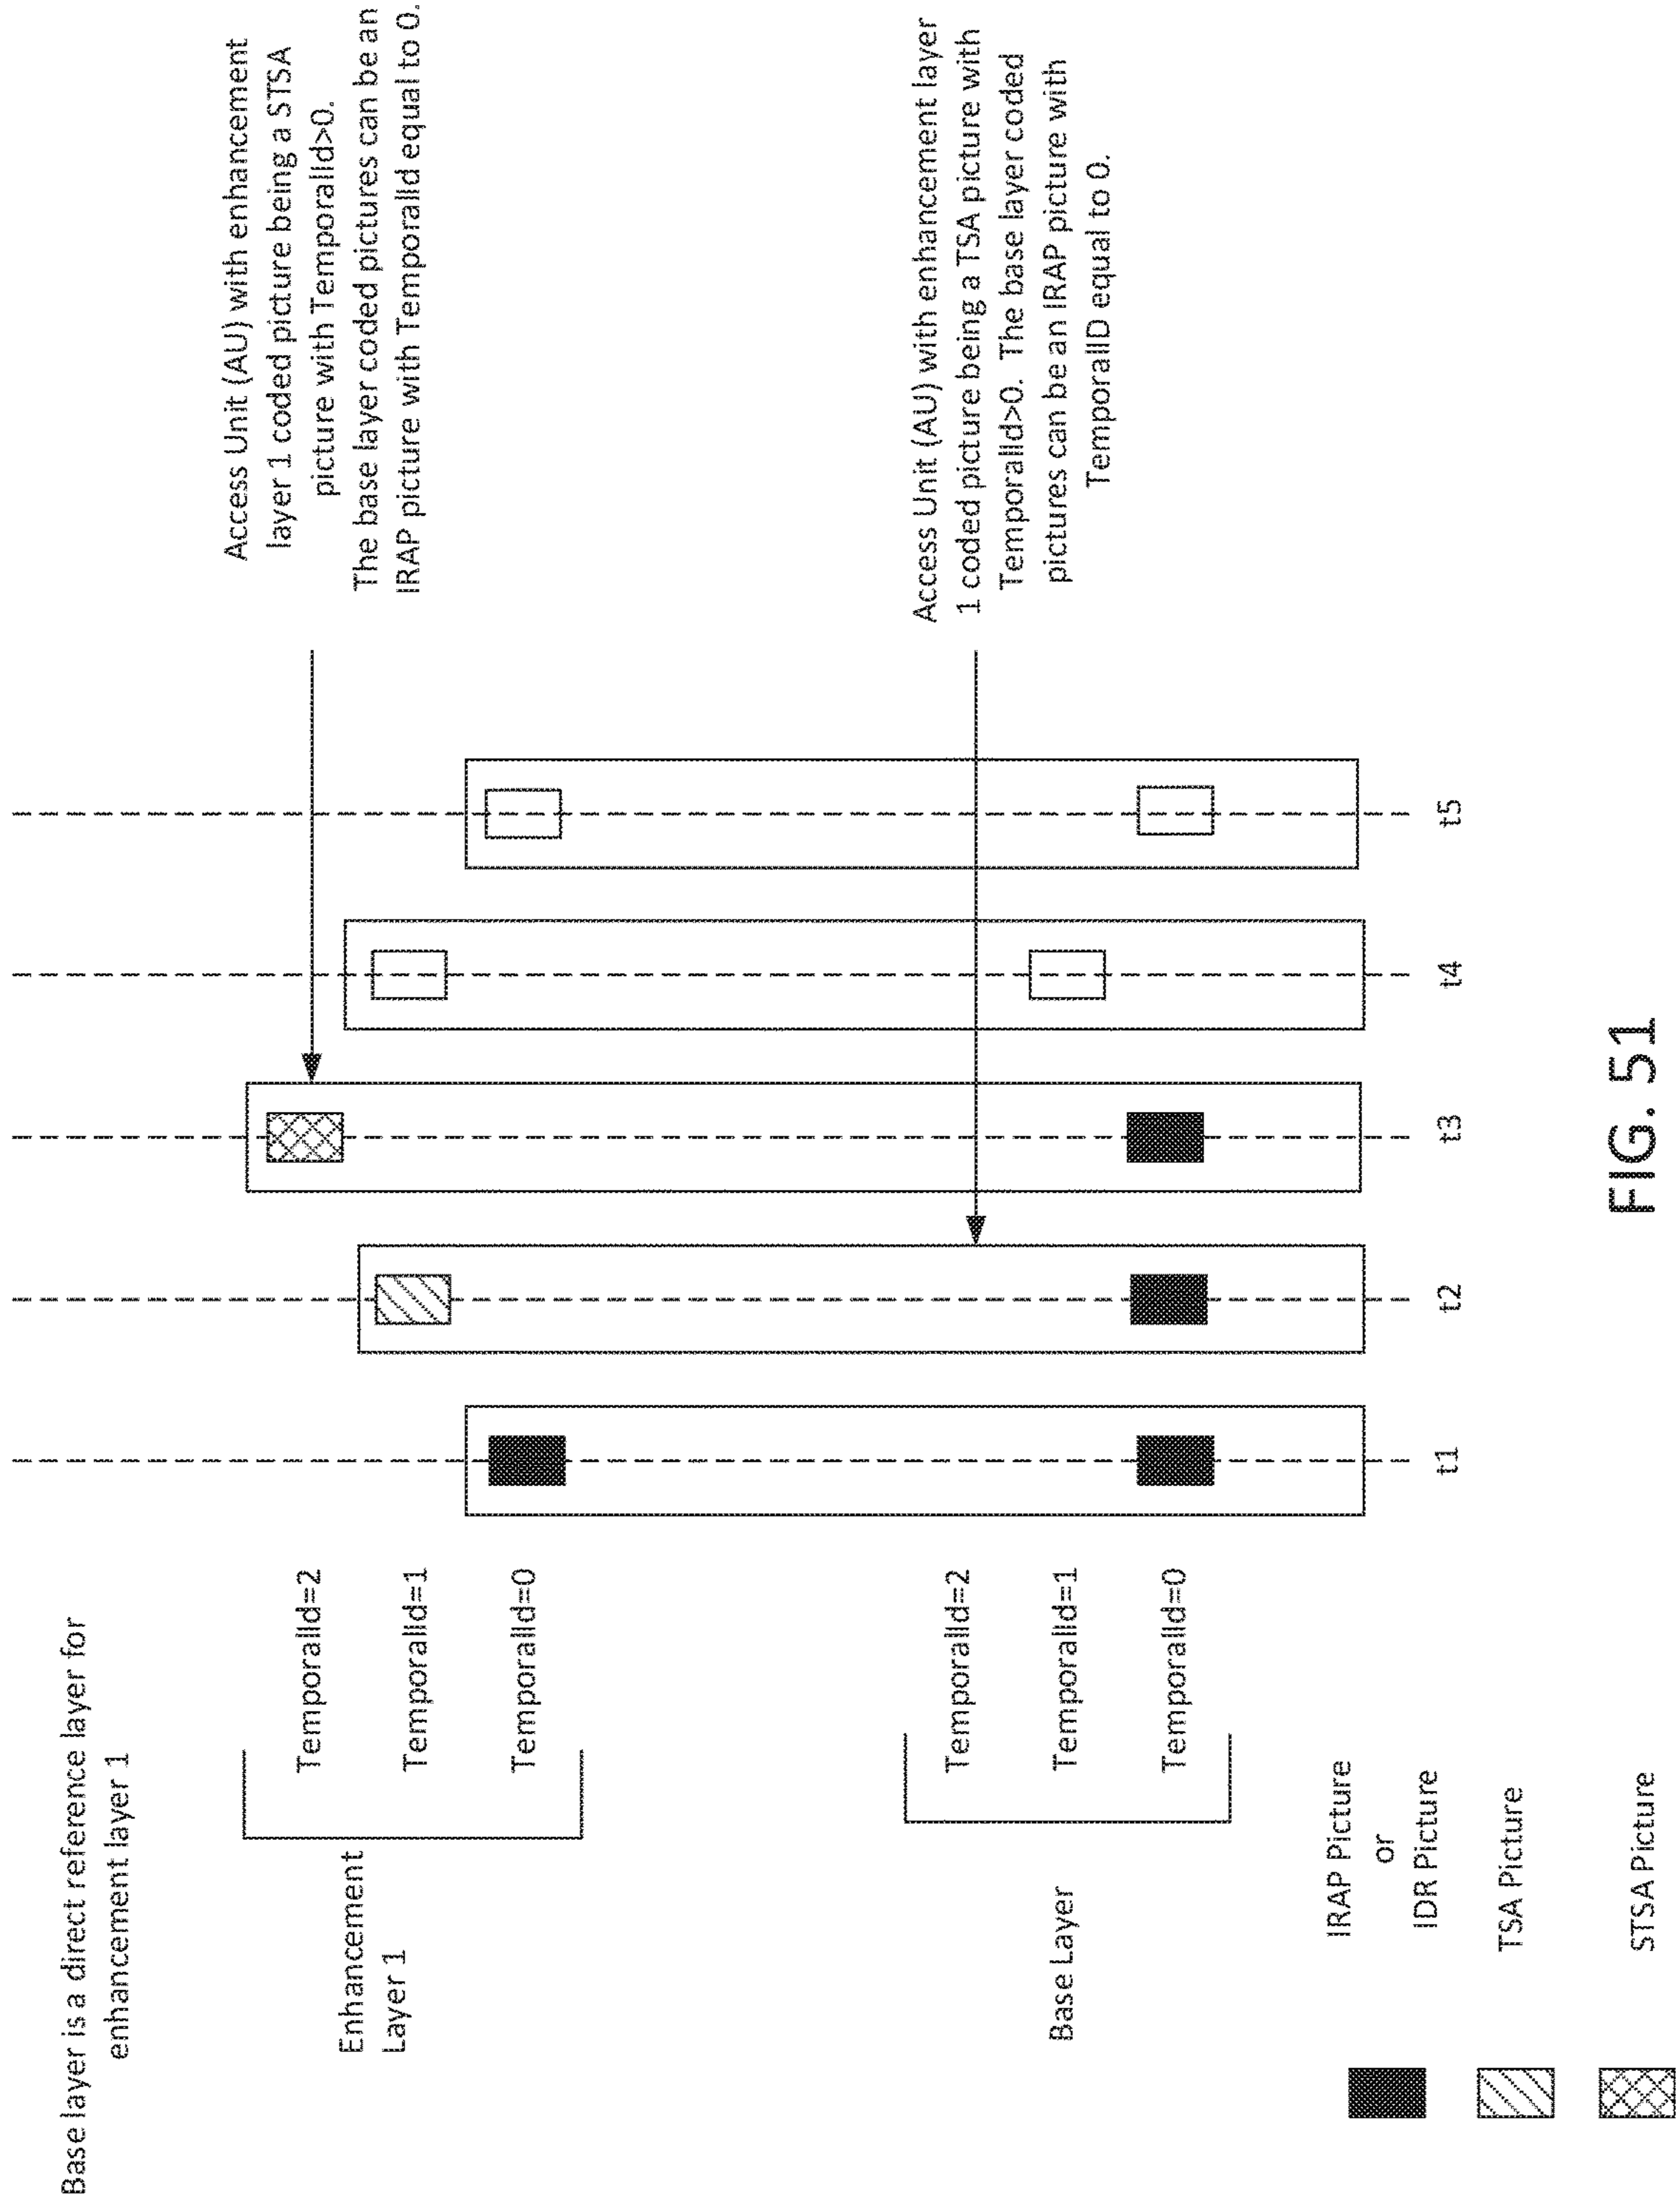 Base layer is a direct reference layer for
enhancement layer 1
Enhancement
Layer 1
TemporalId=2
TemporalId=1
TemporalId=0
Base Layer
TemporalId=2
TemporalId=1
TemporalId=0
t1
t2
t3
t4
t5
Access Unit (AU) with enhancement
layer 1 coded picture being a STSA
picture with TemporalId>0.
The base layer coded pictures can be an
IRAP picture with TemporalId equal to 0.
Access Unit (AU) with enhancement layer
1 coded picture being a TSA picture with
TemporalId>0. The base layer coded
pictures can be an IRAP picture with
TemporalID equal to 0.
IRAP Picture
or
IDR Picture
TSA Picture
STSA Picture
FIG. 51